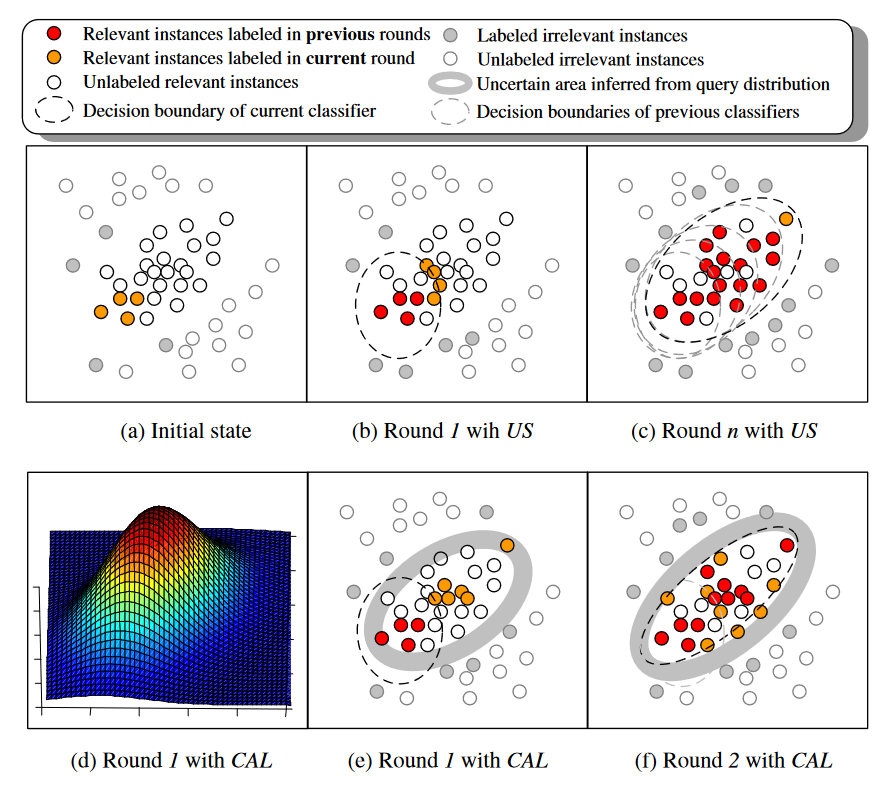 Relevant instances labeled in previous rounds
Relevant instances labeled in current round
Unlabeled relevant instances
Decision boundary of current classifier
Labeled irrelevant instances
Unlabeled irrelevant instances
Uncertain area inferred from query distribution
Decision boundaries of previous classifiers
(a) Initial state
(b) Round 1 wih US
(c) Round n with US
(d) Round 1 with CAL
(e) Round 1 with CAL
(f) Round 2 with CAL